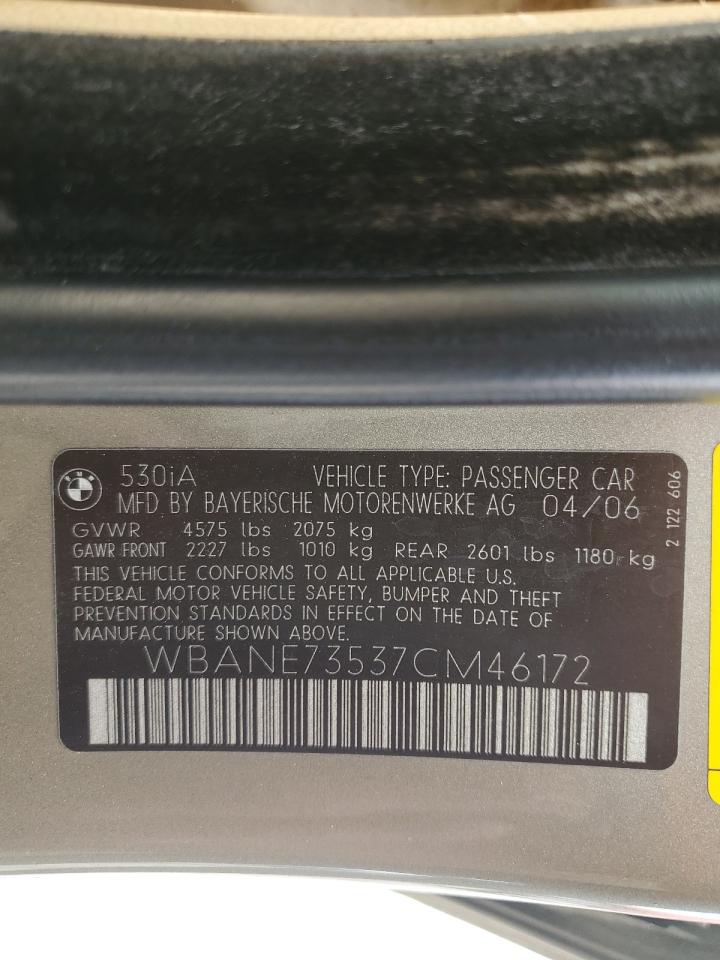 530iA VEHICLE TYPE: PASSENGER CAR
MFD BY BAYERISCHE MOTORENWERKE AG 04/06
GVWR 4575 lbs 2075 kg
GAWR FRONT 2227 lbs 1010 kg REAR 2601 lbs 1180 kg
THIS VEHICLE CONFORMS TO ALL APPLICABLE U.S.
FEDERAL MOTOR VEHICLE SAFETY, BUMPER AND THEFT
PREVENTION STANDARDS IN EFFECT ON THE DATE OF
MANUFACTURE SHOWN ABOVE.
WBANE73537CM46172
2 122 606